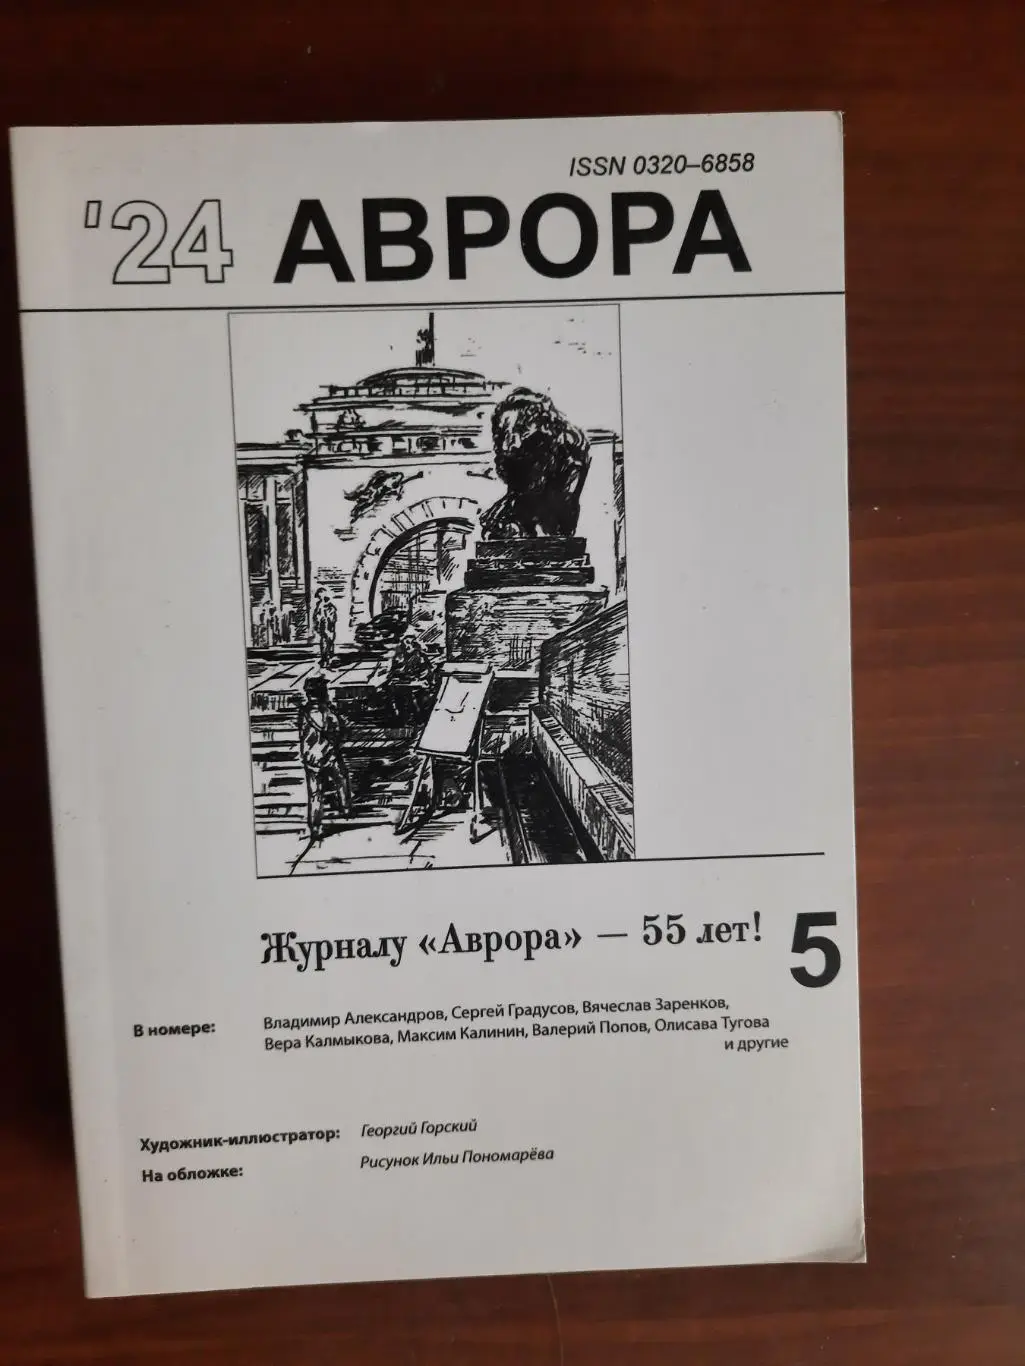 ISSN 0320–6858
'24 АВРОРА
Журналу «Аврора» — 55 лет! 5
В номере: Владимир Александров, Сергей Градусов, Вячеслав Заренков,
Вера Калмыкова, Максим Калинин, Валерий Попов, Олисава Тугова
и другие
Художник-иллюстратор: Георгий Горский
На обложке: Рисунок Ильи Пономарёва